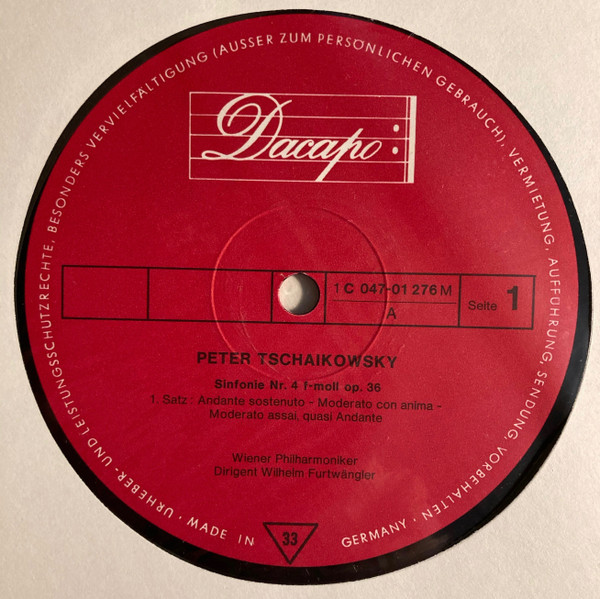 Dacapo
1 C 047-01 276 M
A
Seite 1
PETER TSCHAIKOWSKY
Sinfonie Nr. 4 f-moll op. 36
1. Satz : Andante sostenuto - Moderato con anima -
Moderato assai, quasi Andante
Wiener Philharmoniker
Dirigent Wilhelm Furtwängler
33
URHEBER- UND LEISTUNGSSCHUTZRECHTE, BESONDERS VERVIELFÄLTIGUNG (AUSSER ZUM PERSÖNLICHEN GEBRAUCH), VERMIETUNG, AUFFÜHRUNG, SENDUNG VORBEHALTEN · MADE IN GERMANY ·